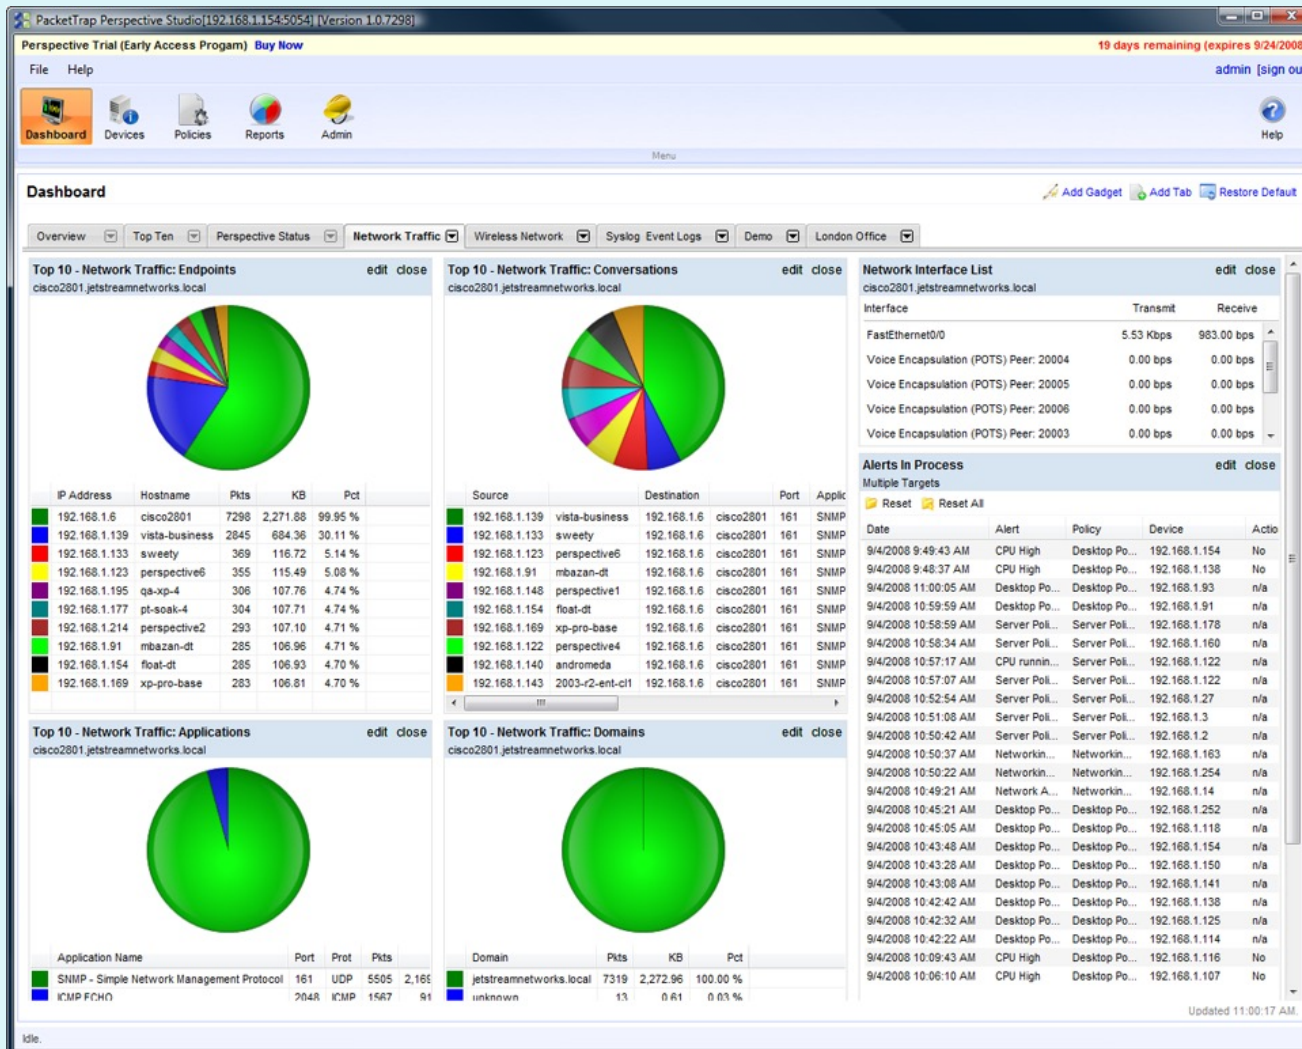 PacketTrap Perspective Studio[192.168.1.154:5054] [Version 1.0.7298]
Perspective Trial (Early Access Progam) Buy Now
19 days remaining (expires 9/24/2008
File Help
admin [sign ou
Dashboard Devices Policies Reports Admin
Help
Menu
Dashboard
Add Gadget Add Tab Restore Default
Overview Top Ten Perspective Status Network Traffic Wireless Network Syslog Event Logs Demo London Office
Top 10 - Network Traffic: Endpoints edit close
cisco2801.jetstreamnetworks.local
IP Address Hostname Pkts KB Pct
192.168.1.6 cisco2801 7298 2,271.88 99.95 %
192.168.1.139 vista-business 2845 684.36 30.11 %
192.168.1.133 sweety 369 116.72 5.14 %
192.168.1.123 perspective6 355 115.49 5.08 %
192.168.1.195 qa-xp-4 306 107.76 4.74 %
192.168.1.177 pt-soak-4 304 107.71 4.74 %
192.168.1.214 perspective2 293 107.10 4.71 %
192.168.1.91 mbazan-dt 285 106.96 4.71 %
192.168.1.154 float-dt 285 106.93 4.70 %
192.168.1.169 xp-pro-base 283 106.81 4.70 %
Top 10 - Network Traffic: Conversations edit close
cisco2801.jetstreamnetworks.local
Source Destination Port Applic
192.168.1.139 vista-business 192.168.1.6 cisco2801 161 SNMP
192.168.1.133 sweety 192.168.1.6 cisco2801 161 SNMP
192.168.1.123 perspective6 192.168.1.6 cisco2801 161 SNMP
192.168.1.91 mbazan-dt 192.168.1.6 cisco2801 161 SNMP
192.168.1.148 perspective1 192.168.1.6 cisco2801 161 SNMP
192.168.1.154 float-dt 192.168.1.6 cisco2801 161 SNMP
192.168.1.169 xp-pro-base 192.168.1.6 cisco2801 161 SNMP
192.168.1.122 perspective4 192.168.1.6 cisco2801 161 SNMP
192.168.1.140 andromeda 192.168.1.6 cisco2801 161 SNMP
192.168.1.143 2003-r2-ent-cl1 192.168.1.6 cisco2801 161 SNMP
Network Interface List edit close
cisco2801.jetstreamnetworks.local
Interface Transmit Receive
FastEthernet0/0 5.53 Kbps 983.00 bps
Voice Encapsulation (POTS) Peer: 20004 0.00 bps 0.00 bps
Voice Encapsulation (POTS) Peer: 20005 0.00 bps 0.00 bps
Voice Encapsulation (POTS) Peer: 20006 0.00 bps 0.00 bps
Voice Encapsulation (POTS) Peer: 20003 0.00 bps 0.00 bps
Alerts In Process edit close
Multiple Targets
Reset Reset All
Date Alert Policy Device Actio
9/4/2008 9:49:43 AM CPU High Desktop Po... 192.168.1.154 No
9/4/2008 9:48:37 AM CPU High Desktop Po... 192.168.1.138 No
9/4/2008 11:00:05 AM Desktop Po... Desktop Po... 192.168.1.93 n/a
9/4/2008 10:59:59 AM Desktop Po... Desktop Po... 192.168.1.91 n/a
9/4/2008 10:58:59 AM Server Poli... Server Poli... 192.168.1.178 n/a
9/4/2008 10:58:34 AM Server Poli... Server Poli... 192.168.1.160 n/a
9/4/2008 10:57:17 AM CPU runnin... Server Poli... 192.168.1.122 n/a
9/4/2008 10:57:07 AM Server Poli... Server Poli... 192.168.1.122 n/a
9/4/2008 10:52:54 AM Server Poli... Server Poli... 192.168.1.27 n/a
9/4/2008 10:51:08 AM Server Poli... Server Poli... 192.168.1.3 n/a
9/4/2008 10:50:42 AM Server Poli... Server Poli... 192.168.1.2 n/a
9/4/2008 10:50:37 AM Networkin... Networkin... 192.168.1.163 n/a
9/4/2008 10:50:22 AM Networkin... Networkin... 192.168.1.254 n/a
9/4/2008 10:49:21 AM Network A... Networkin... 192.168.1.14 n/a
9/4/2008 10:45:21 AM Desktop Po... Desktop Po... 192.168.1.252 n/a
9/4/2008 10:45:05 AM Desktop Po... Desktop Po... 192.168.1.118 n/a
9/4/2008 10:43:48 AM Desktop Po... Desktop Po... 192.168.1.154 n/a
9/4/2008 10:43:28 AM Desktop Po... Desktop Po... 192.168.1.150 n/a
9/4/2008 10:43:08 AM Desktop Po... Desktop Po... 192.168.1.141 n/a
9/4/2008 10:42:42 AM Desktop Po... Desktop Po... 192.168.1.138 n/a
9/4/2008 10:42:32 AM Desktop Po... Desktop Po... 192.168.1.125 n/a
9/4/2008 10:42:22 AM Desktop Po... Desktop Po... 192.168.1.114 n/a
9/4/2008 10:09:43 AM CPU High Desktop Po... 192.168.1.116 No
9/4/2008 10:06:10 AM CPU High Desktop Po... 192.168.1.107 No
Top 10 - Network Traffic: Applications edit close
cisco2801.jetstreamnetworks.local
Application Name Port Prot Pkts
SNMP - Simple Network Management Protocol 161 UDP 5505 2,169
ICMP ECHO 2048 ICMP 1567 91
Top 10 - Network Traffic: Domains edit close
cisco2801.jetstreamnetworks.local
Domain Pkts KB Pct
jetstreamnetworks.local 7319 2,272.96 100.00 %
unknown 13 0.61 0.03 %
Updated 11:00:17 AM.
Idle.